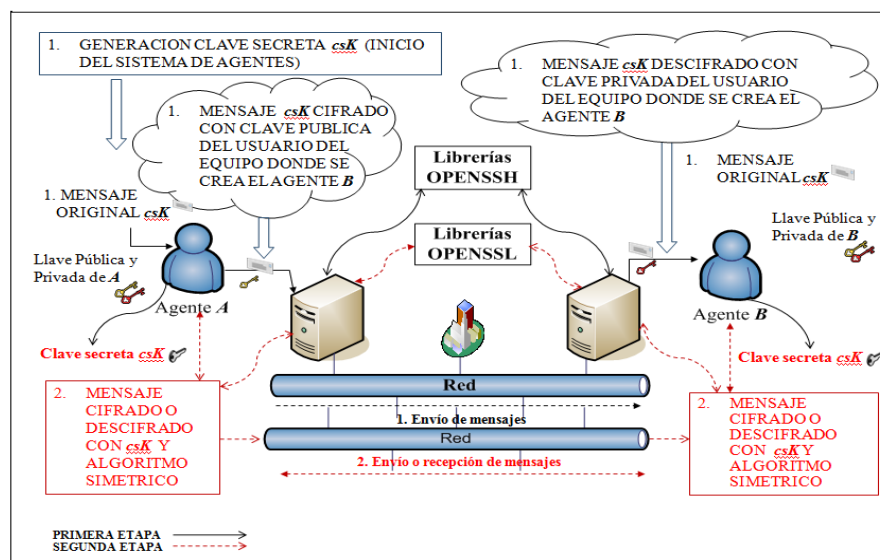 1. GENERACION CLAVE SECRETA csK (INICIO
DEL SISTEMA DE AGENTES)
1. MENSAJE csK CIFRADO
CON CLAVE PUBLICA
DEL USUARIO DEL
EQUIPO DONDE SE
CREA EL AGENTE B
1. MENSAJE csK DESCIFRADO CON
CLAVE PRIVADA DEL USUARIO
DEL EQUIPO DONDE SE CREA EL
AGENTE B
Librerías
OPENSSH
Librerías
OPENSSL
1. MENSAJE
ORIGINAL csK
1. MENSAJE
ORIGINAL csK
Llave Pública y
Privada de A
Agente A
Llave Pública y
Privada de B
Agente B
Clave secreta csK
Clave secreta csK
2. MENSAJE
CIFRADO O
DESCIFRADO
CON csK Y
ALGORITMO
SIMETRICO
Red
1. Envío de mensajes
Red
2. Envío o recepción de mensajes
2. MENSAJE
CIFRADO O
DESCIFRADO
CON csK Y
ALGORITMO
SIMETRICO
PRIMERA ETAPA
SEGUNDA ETAPA